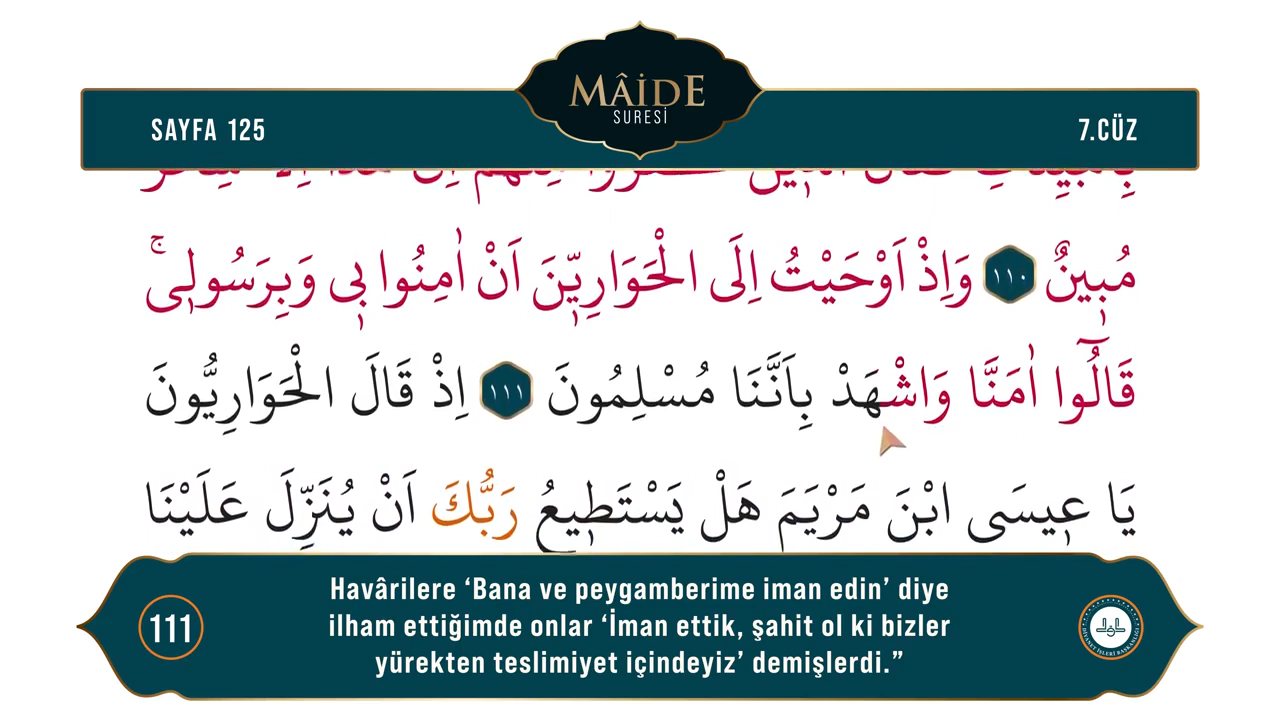 MÂİDE
SURESİ
SAYFA 125
7.CÜZ
مُب۪ينٌ ﴿١١٠﴾ وَاِذْ اَوْحَيْتُ اِلَى الْحَوَارِيّ۪نَ اَنْ اٰمِنُوا ب۪ي وَبِرَسُول۪يۚ
قَالُٓوا اٰمَنَّا وَاشْهَدْ بِاَنَّنَا مُسْلِمُونَ ﴿١١١﴾ اِذْ قَالَ الْحَوَارِيُّونَ
يَا ع۪يسَى ابْنَ مَرْيَمَ هَلْ يَسْتَط۪يعُ رَبُّكَ اَنْ يُنَزِّلَ عَلَيْنَا
111
Havârilere ‘Bana ve peygamberime iman edin’ diye
ilham ettiğimde onlar ‘İman ettik, şahit ol ki bizler
yürekten teslimiyet içindeyiz’ demişlerdi.”